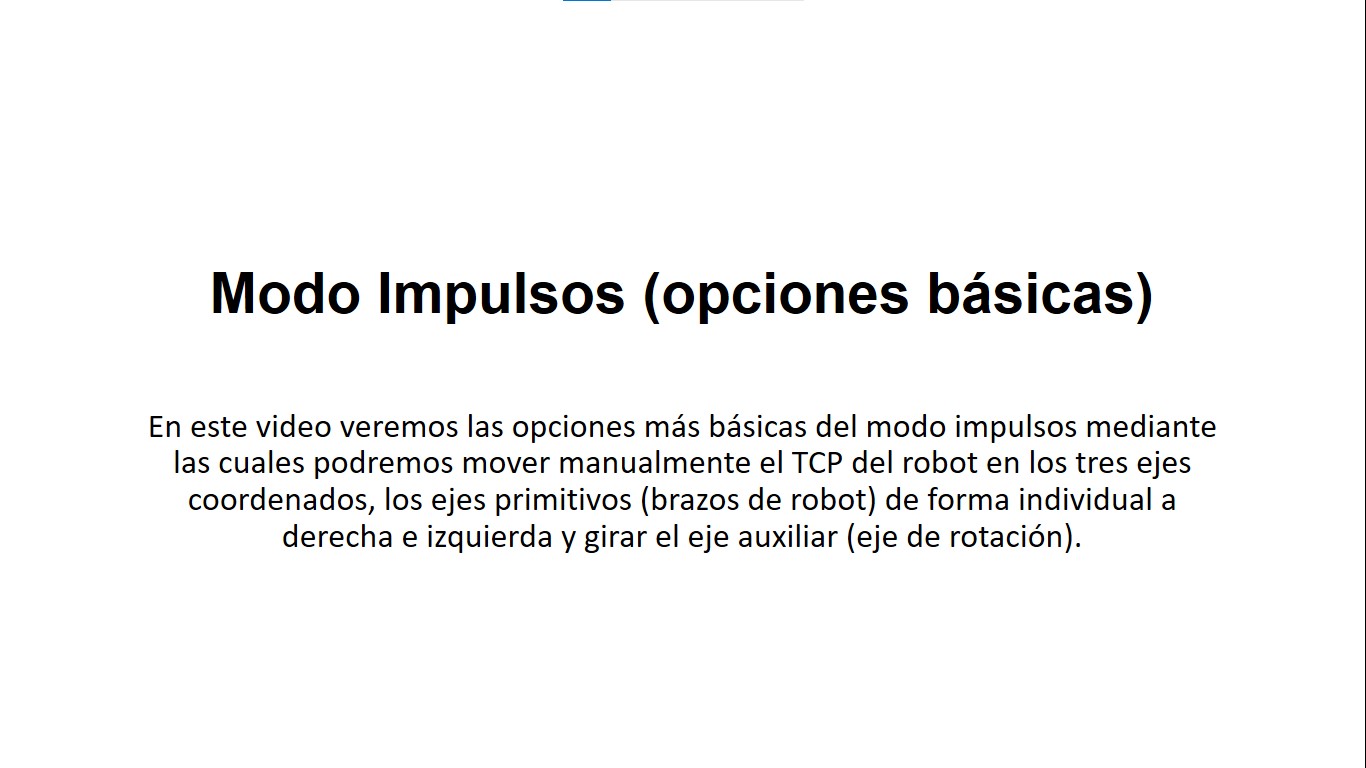 Modo Impulsos (opciones básicas)
En este video veremos las opciones más básicas del modo impulsos mediante
las cuales podremos mover manualmente el TCP del robot en los tres ejes
coordenados, los ejes primitivos (brazos de robot) de forma individual a
derecha e izquierda y girar el eje auxiliar (eje de rotación).